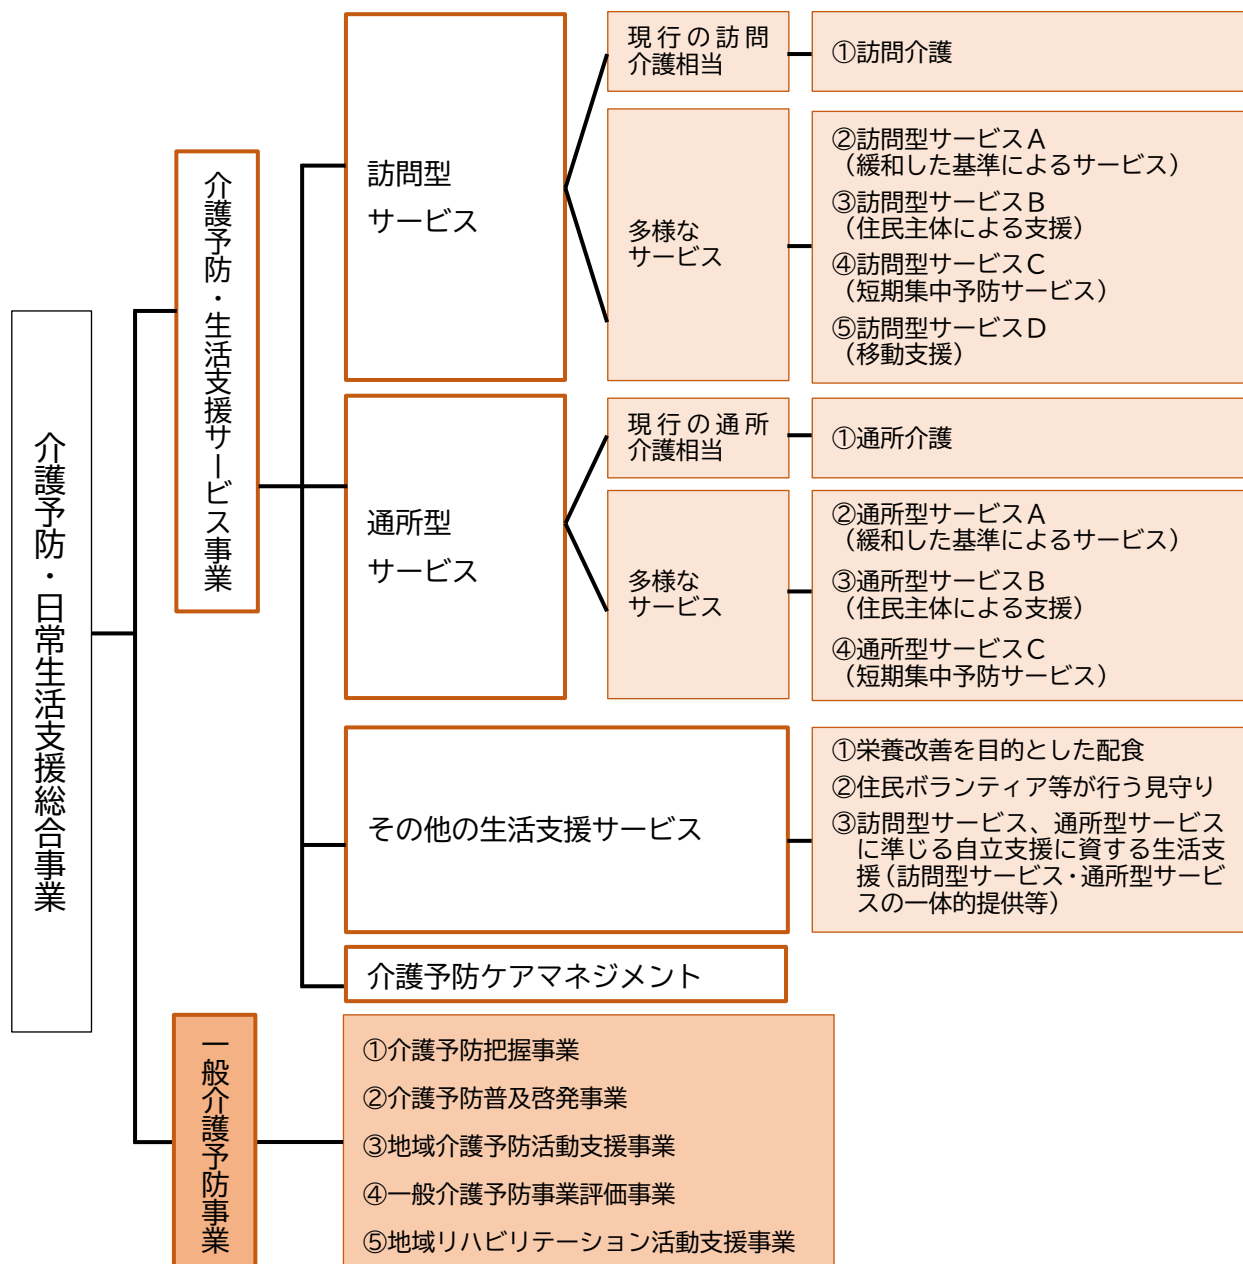 介護予防・日常生活支援総合事業
介護予防・生活支援サービス事業
訪問型
サービス
現行の訪問
介護相当
①訪問介護
多様な
サービス
②訪問型サービスA
（緩和した基準によるサービス）
③訪問型サービスB
（住民主体による支援）
④訪問型サービスC
（短期集中予防サービス）
⑤訪問型サービスD
（移動支援）
通所型
サービス
現行の通所
介護相当
①通所介護
多様な
サービス
②通所型サービスA
（緩和した基準によるサービス）
③通所型サービスB
（住民主体による支援）
④通所型サービスC
（短期集中予防サービス）
その他の生活支援サービス
①栄養改善を目的とした配食
②住民ボランティア等が行う見守り
③訪問型サービス、通所型サービス
に準じる自立支援に資する生活支
援（訪問型サービス・通所型サービ
スの一体的提供等）
介護予防ケアマネジメント
一般介護予防事業
①介護予防把握事業
②介護予防普及啓発事業
③地域介護予防活動支援事業
④一般介護予防事業評価事業
⑤地域リハビリテーション活動支援事業